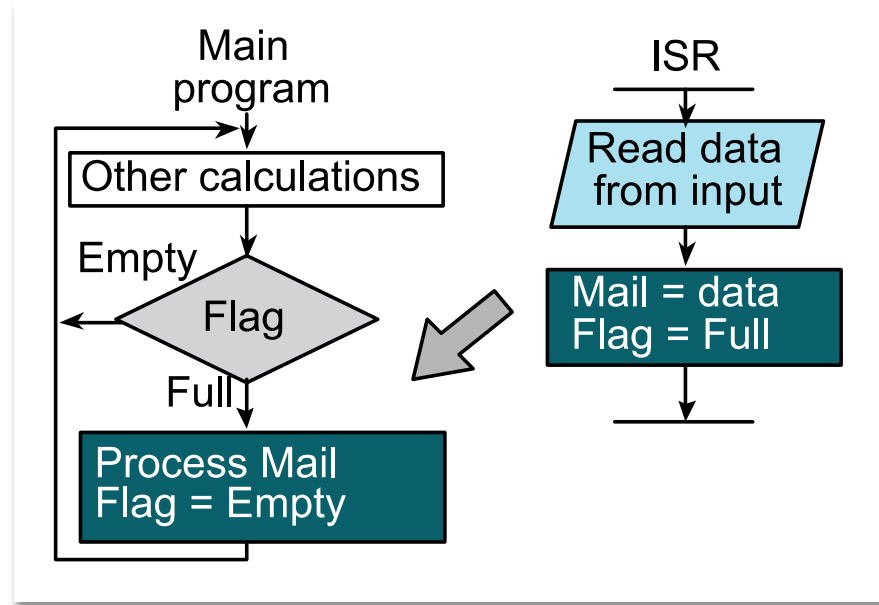 Main
program
Other calculations
Empty
Flag
Full
Process Mail
Flag = Empty
ISR
Read data
from input
Mail = data
Flag = Full